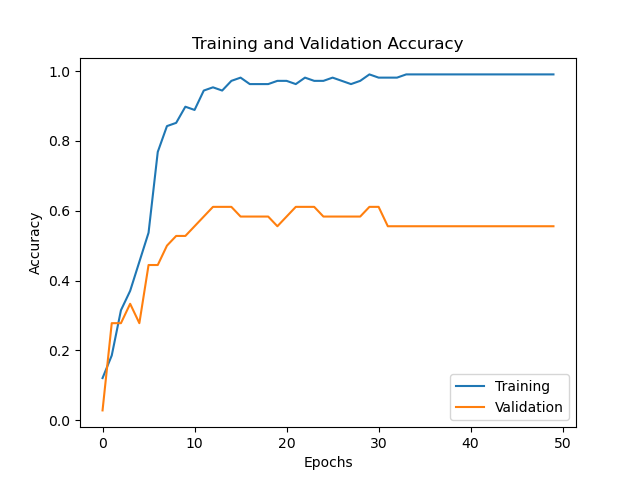 Training and Validation Accuracy
1.0
0.8
0.6
0.4
0.2
0.0
Accuracy
0 10 20 30 40 50
Epochs
Training
Validation